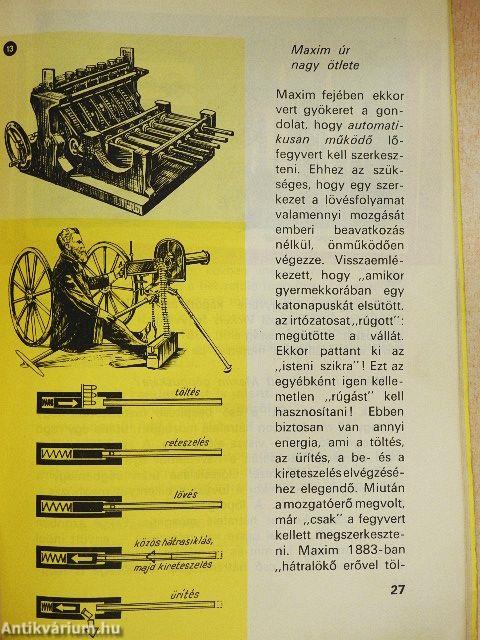 13
Maxim úr
nagy ötlete
Maxim fejében ekkor
vert gyökeret a gon-
dolat, hogy automati-
kusan működő lő-
fegyvert kell szerkesz-
teni. Ehhez az szük-
séges, hogy egy szer-
kezet a lövésfolyamat
valamennyi mozgását
emberi beavatkozás
nélkül, önműködően
végezze. Visszaemlé-
kezett, hogy „amikor
gyermekkorában egy
katonapuskát elsütött.
az irtózatosat „rúgott":
megütötte a vállát.
Ekkor pattant ki az
„isteni szikra"! Ezt az
egyébként igen kelle-
metlen „rúgást" kell
hasznosítani! Ebben
biztosan van annyi
energia, ami a töltés,
az ürítés, a be- és a
kireteszelés elvégzésé-
hez elegendő. Miután
a mozgatóerő megvolt,
már „csak" a fegyvert
kellett megszerkeszte-
ni. Maxim 1883-ban
„hátralökő erővel töl-
27
töltés
reteszelés
lövés
közös hátrasiklás,
majd kireteszelés
ürítés
Antikvárium.hu